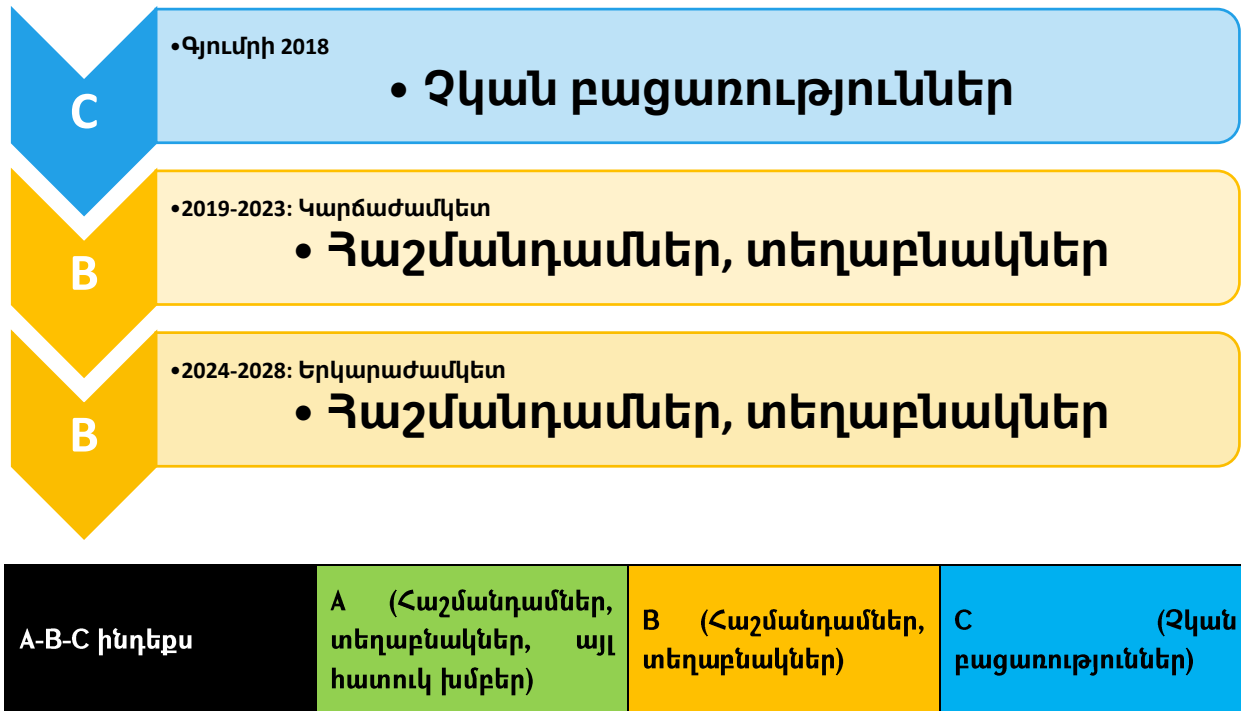 C
•Գյումրի 2018
• Չկան բացառություններ
B
•2019-2023: Կարճաժամկետ
• Հաշմանդամներ, տեղաբնակներ
B
•2024-2028: Երկարաժամկետ
• Հաշմանդամներ, տեղաբնակներ
A-B-C ինդեքս
A (Հաշմանդամներ,
տեղաբնակներ, այլ
հատուկ խմբեր)
B (Հաշմանդամներ,
տեղաբնակներ)
C (Չկան
բացառություններ)